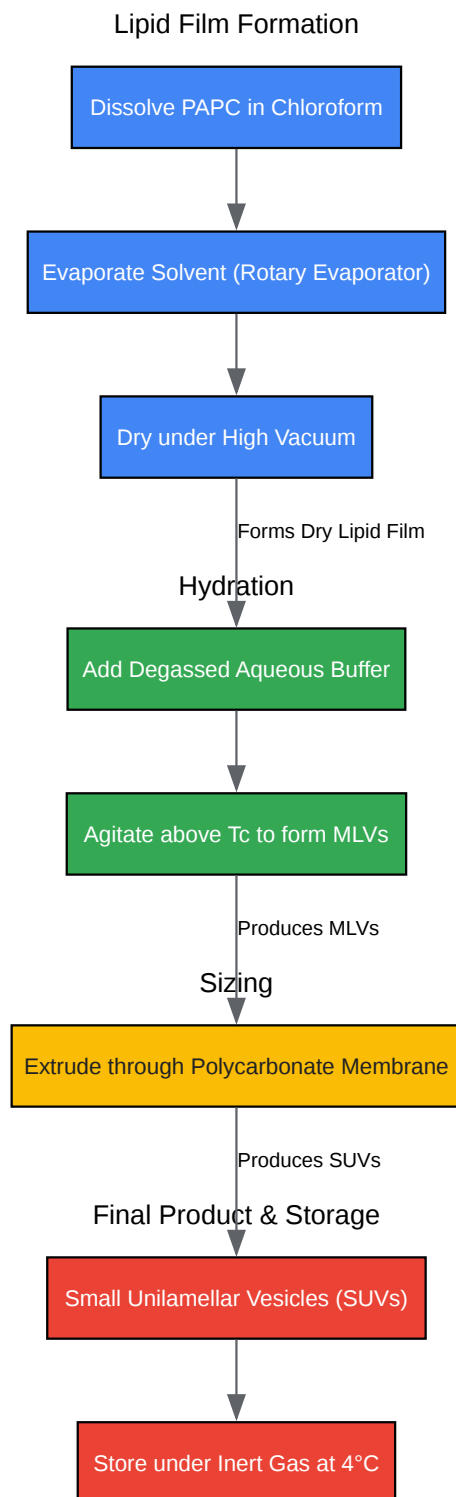 Lipid Film Formation
Dissolve PAPC in Chloroform
Evaporate Solvent (Rotary Evaporator)
Dry under High Vacuum
Forms Dry Lipid Film
Hydration
Add Degassed Aqueous Buffer
Agitate above Tc to form MLVs
Produces MLVs
Sizing
Extrude through Polycarbonate Membrane
Produces SUVs
Final Product & Storage
Small Unilamellar Vesicles (SUVs)
Store under Inert Gas at 4°C